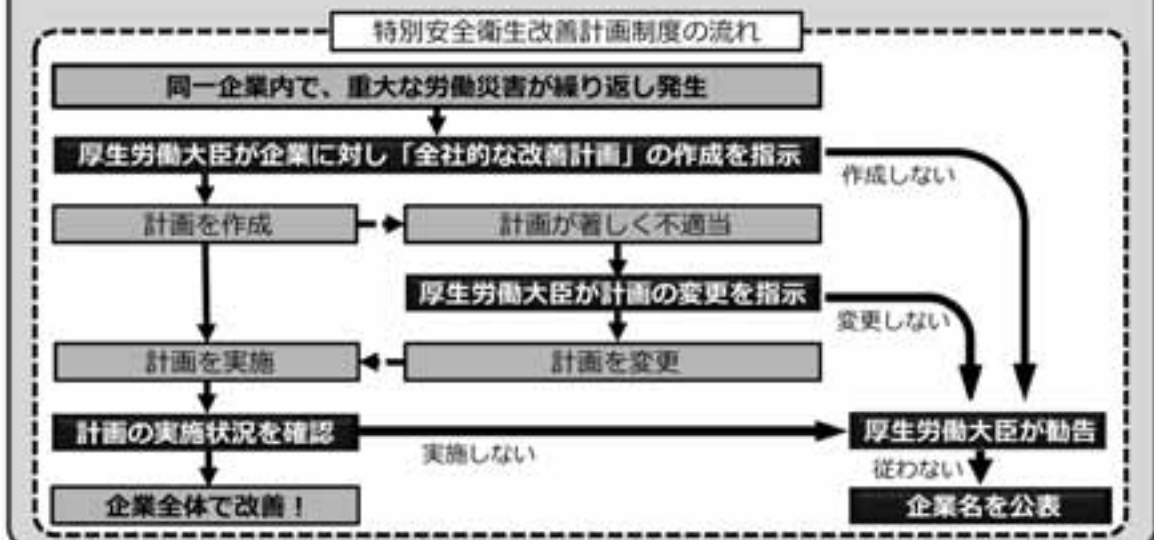 特別安全衛生改善計画制度の流れ
同一企業内で、重大な労働災害が繰り返し発生
厚生労働大臣が企業に対し「全社的な改善計画」の作成を指示
作成しない
計画を作成
計画が著しく不適当
厚生労働大臣が計画の変更を指示
変更しない
計画を実施
計画を変更
計画の実施状況を確認
実施しない
厚生労働大臣が勧告
従わない
企業全体で改善！
企業名を公表